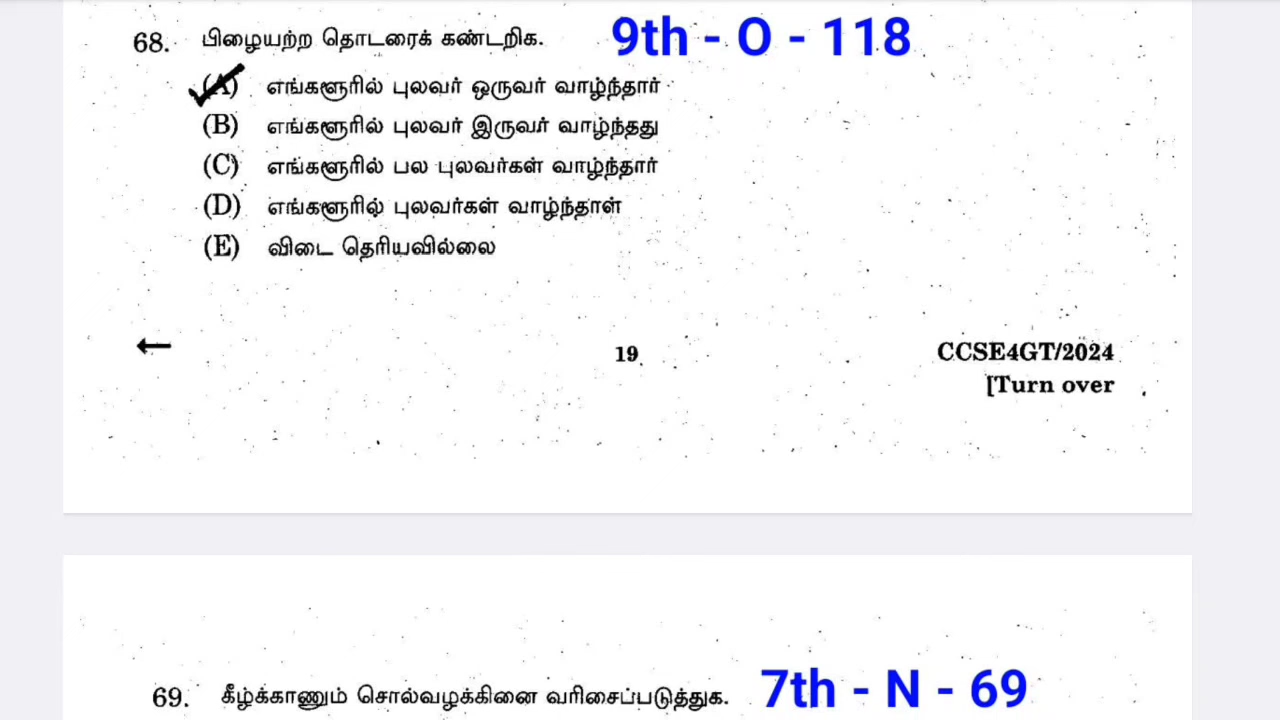 68. பிழையற்ற தொடரைக் கண்டறிக. 9th - O - 118
(A) எங்களூரில் புலவர் ஒருவர் வாழ்ந்தார்
(B) எங்களூரில் புலவர் இருவர் வாழ்ந்தது
(C) எங்களூரில் பல புலவர்கள் வாழ்ந்தார்
(D) எங்களூரில் புலவர்கள் வாழ்ந்தாள்
(E) விடை தெரியவில்லை
19 CCSE4GT/2024
[Turn over
69. கீழ்க்காணும் சொல்வழக்கினை வரிசைப்படுத்துக. 7th - N - 69